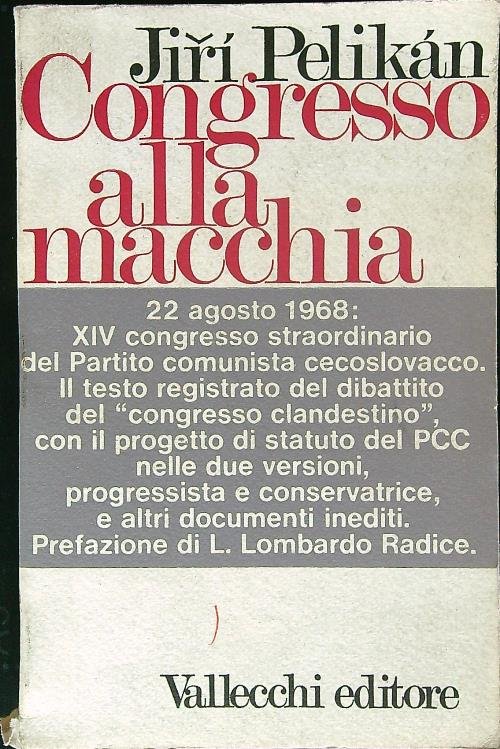 Jiří Pelikán
Congresso
alla
macchia
22 agosto 1968:
XIV congresso straordinario
del Partito comunista cecoslovacco.
Il testo registrato del dibattito
del “congresso clandestino”,
con il progetto di statuto del PCC
nelle due versioni,
progressista e conservatrice,
e altri documenti inediti.
Prefazione di L. Lombardo Radice.
Vallecchi editore